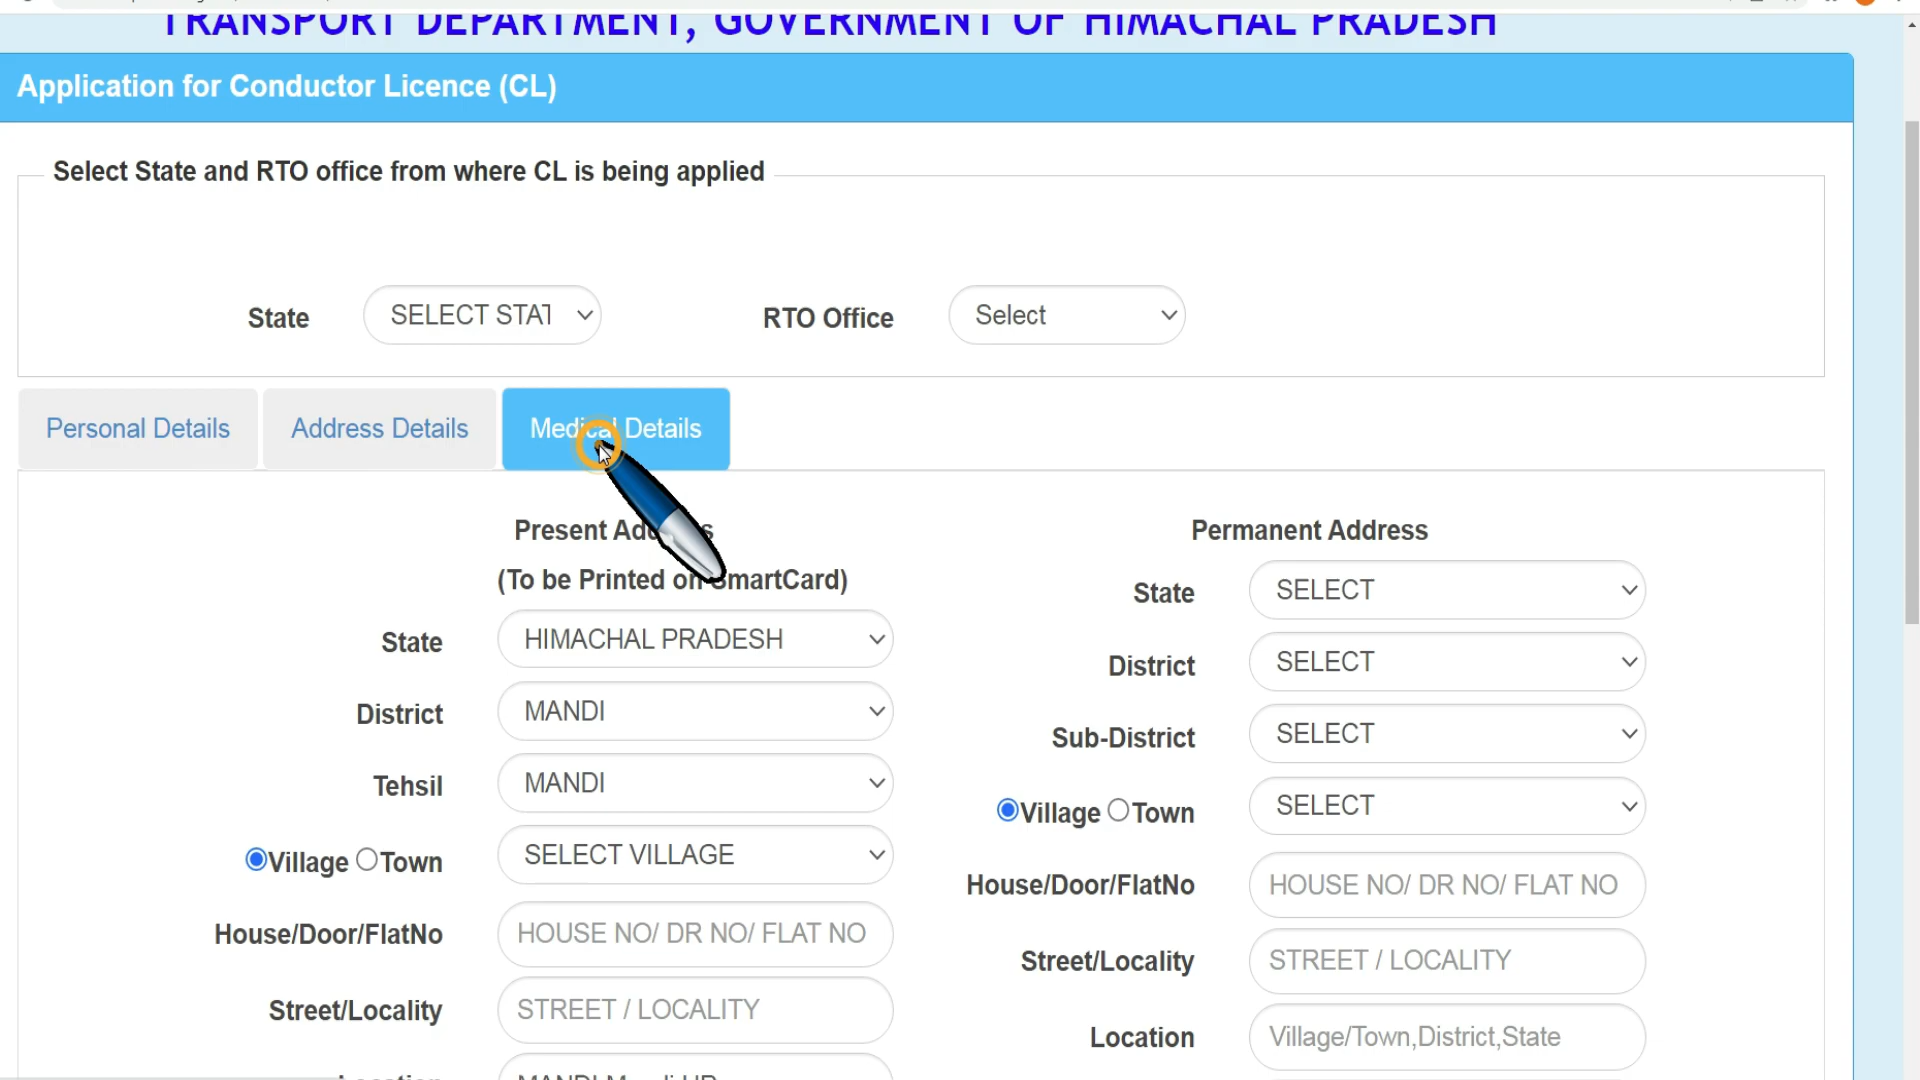 TRANSPORT DEPARTMENT, GOVERNMENT OF HIMACHAL PRADESH
Application for Conductor Licence (CL)
Select State and RTO office from where CL is being applied
State SELECT STAT RTO Office Select
Personal Details Address Details Medical Details
Present Address Permanent Address
(To be Printed on SmartCard)
State SELECT
State HIMACHAL PRADESH
District SELECT
District MANDI
Sub-District SELECT
Tehsil MANDI
Village Town SELECT
Village Town SELECT VILLAGE
House/Door/FlatNo HOUSE NO/ DR NO/ FLAT NO
House/Door/FlatNo HOUSE NO/ DR NO/ FLAT NO
Street/Locality STREET / LOCALITY
Street/Locality STREET / LOCALITY
Location Village/Town,District,State